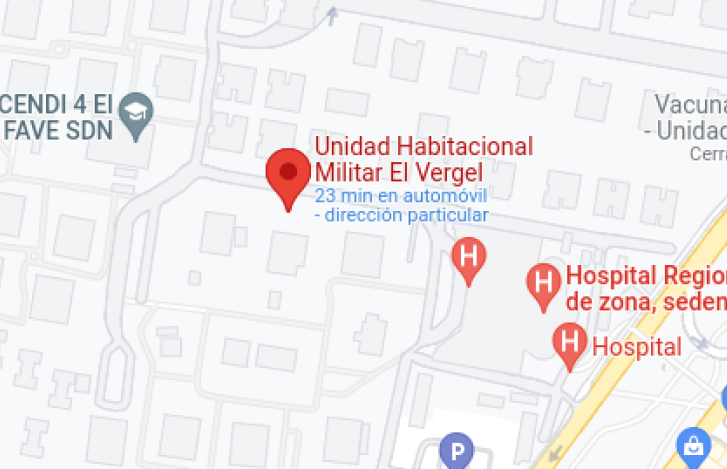 CENDI 4 El
FAVE SDN
Unidad Habitacional
Militar El Vergel
23 min en automóvil
- dirección particular
Vacuna
- Unidad
Cerra
H
H
Hospital Regio
de zona, seden
H
Hospital
P